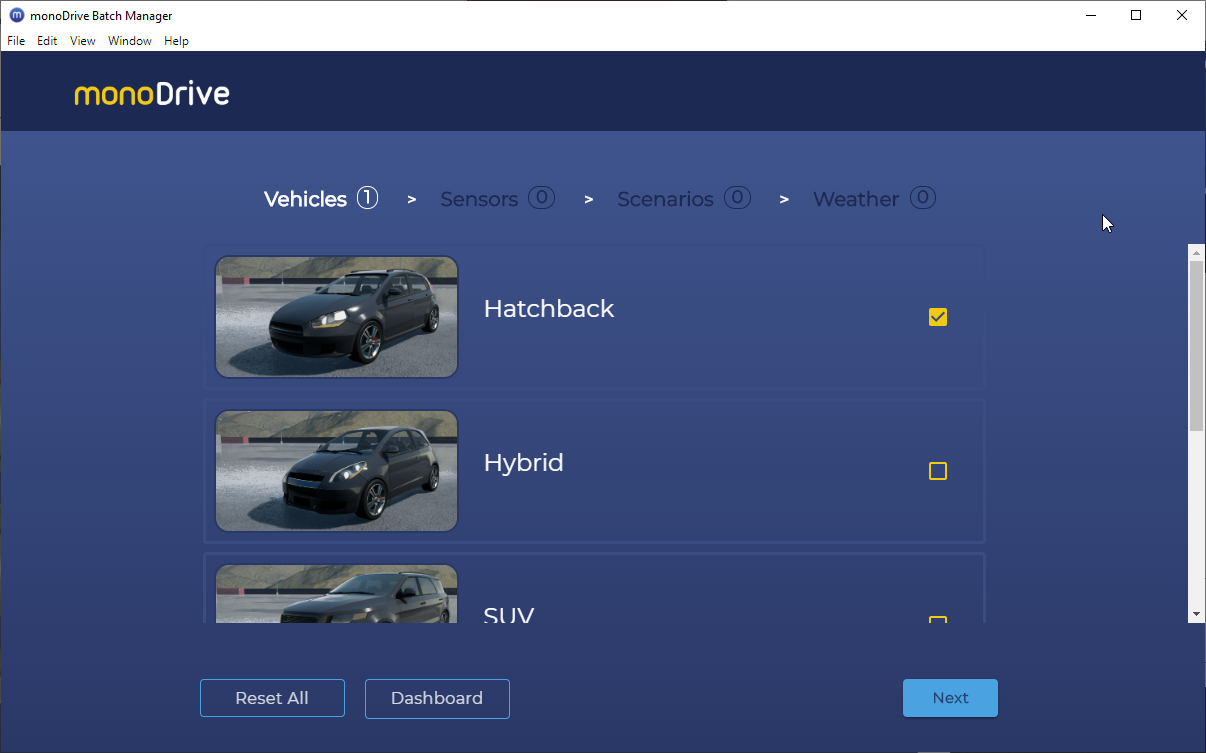 monoDrive Batch Manager
File Edit View Window Help
monoDrive
Vehicles 1 > Sensors 0 > Scenarios 0 > Weather 0
Hatchback
Hybrid
SUV
Reset All Dashboard Next